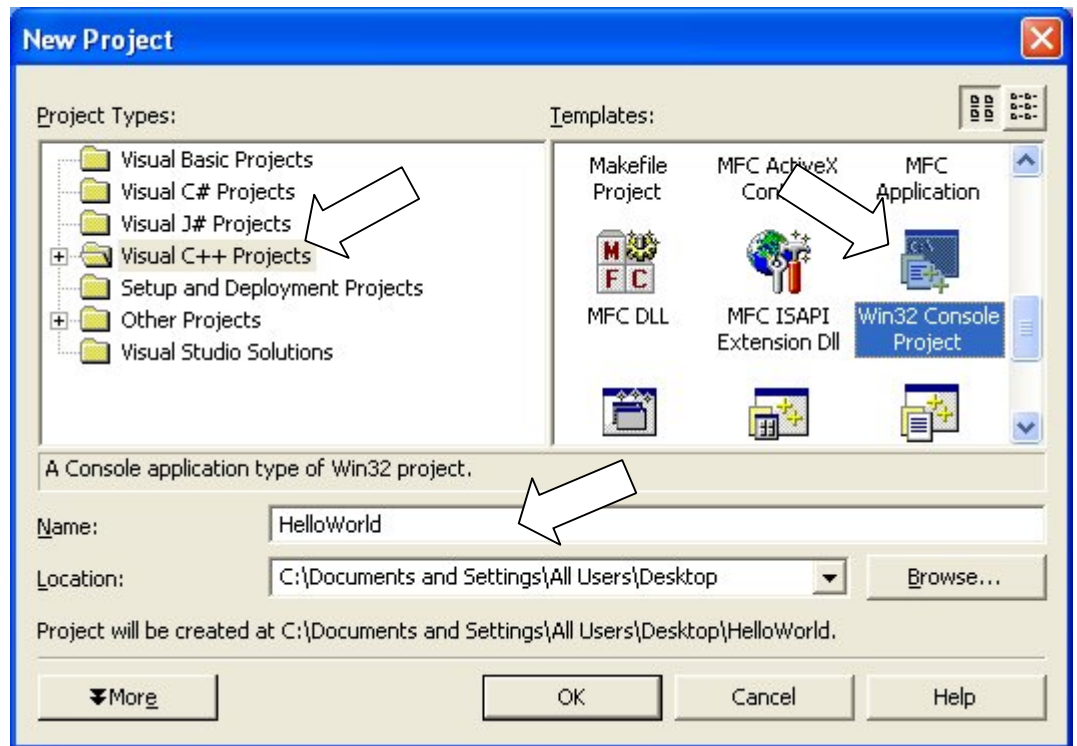 New Project
Project Types:
Templates:
Visual Basic Projects
Visual C# Projects
Visual J# Projects
Visual C++ Projects
Setup and Deployment Projects
Other Projects
Visual Studio Solutions
Makefile
Project
MFC ActiveX
MFC
Application
M
F C
MFC DLL
MFC ISAPI
Extension Dll
C:\
Win32 Console
Project
A Console application type of Win32 project.
Name:
HelloWorld
Location:
C:\Documents and Settings\All Users\Desktop
Browse...
Project will be created at C:\Documents and Settings\All Users\Desktop\HelloWorld.
More
OK
Cancel
Help